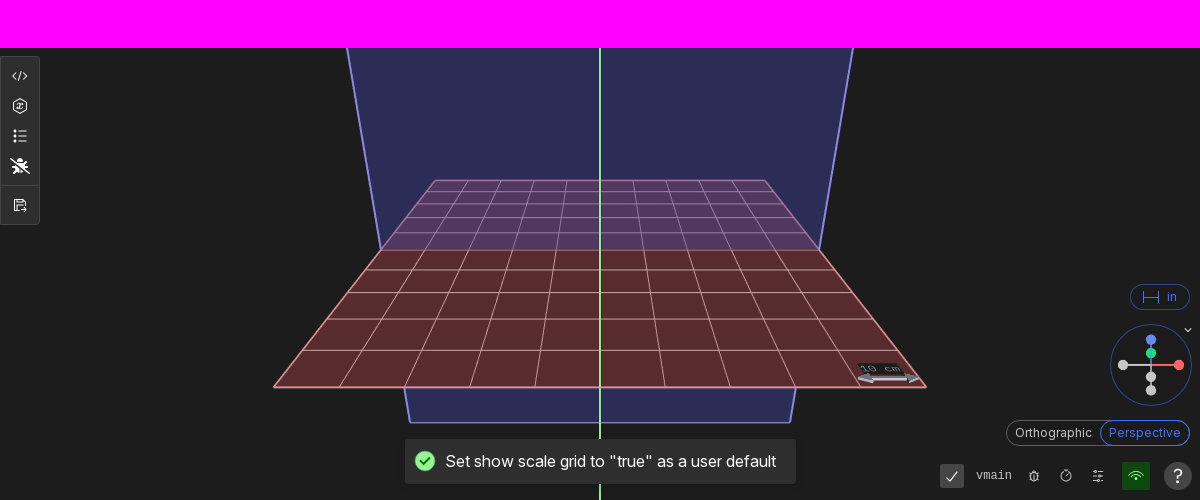 in
10 cm
Orthographic Perspective
Set show scale grid to "true" as a user default
vmain
?